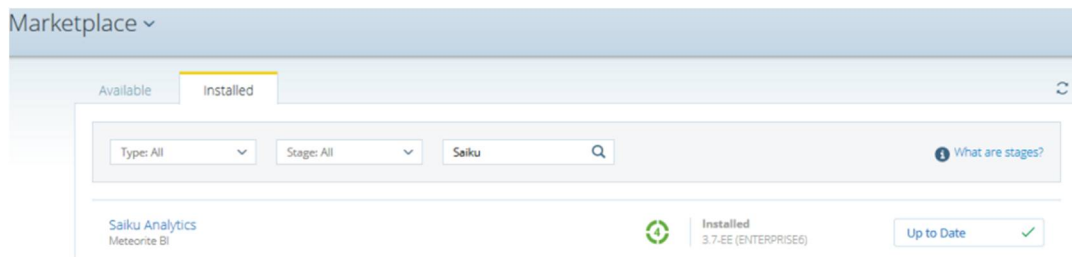 Marketplace
Available Installed
Type: All Stage: All Saiku What are stages?
Saiku Analytics 4 Installed Up to Date
Meteorite BI 3.7-EE (ENTERPRISE6)